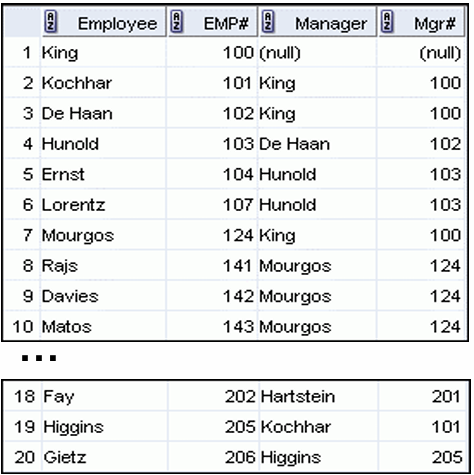 Employee EMP# Manager Mgr#
1 King 100 (null) (null)
2 Kochhar 101 King 100
3 De Haan 102 King 100
4 Hunold 103 De Haan 102
5 Ernst 104 Hunold 103
6 Lorentz 107 Hunold 103
7 Mourgos 124 King 100
8 Rajs 141 Mourgos 124
9 Davies 142 Mourgos 124
10 Matos 143 Mourgos 124
...
18 Fay 202 Hartstein 201
19 Higgins 205 Kochhar 101
20 Gietz 206 Higgins 205